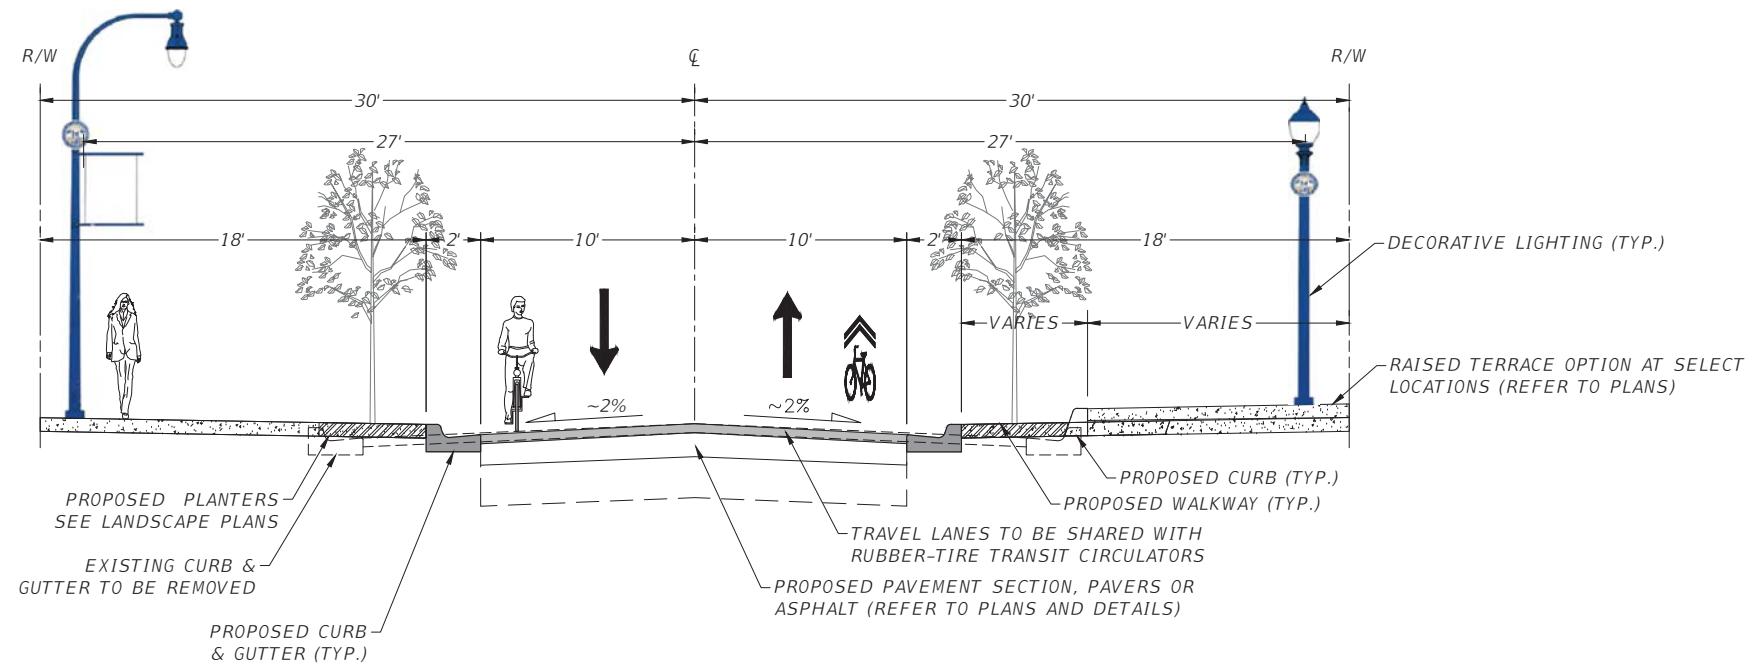 R/W
℄
R/W
30'
30'
27'
27'
18'
2'
10'
10'
2'
18'
DECORATIVE LIGHTING (TYP.)
VARIES
VARIES
RAISED TERRACE OPTION AT SELECT
LOCATIONS (REFER TO PLANS)
~2%
~2%
PROPOSED CURB (TYP.)
PROPOSED PLANTERS
SEE LANDSCAPE PLANS
PROPOSED WALKWAY (TYP.)
TRAVEL LANES TO BE SHARED WITH
RUBBER-TIRE TRANSIT CIRCULATORS
EXISTING CURB &
GUTTER TO BE REMOVED
PROPOSED PAVEMENT SECTION, PAVERS OR
ASPHALT (REFER TO PLANS AND DETAILS)
PROPOSED CURB
& GUTTER (TYP.)